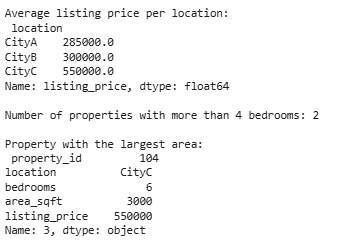 Average listing price per location:
 location
CityA    285000.0
CityB    300000.0
CityC    550000.0
Name: listing_price, dtype: float64

Number of properties with more than 4 bedrooms: 2

Property with the largest area:
 property_id         104
location         CityC
bedrooms             6
area_sqft         3000
listing_price   550000
Name: 3, dtype: object